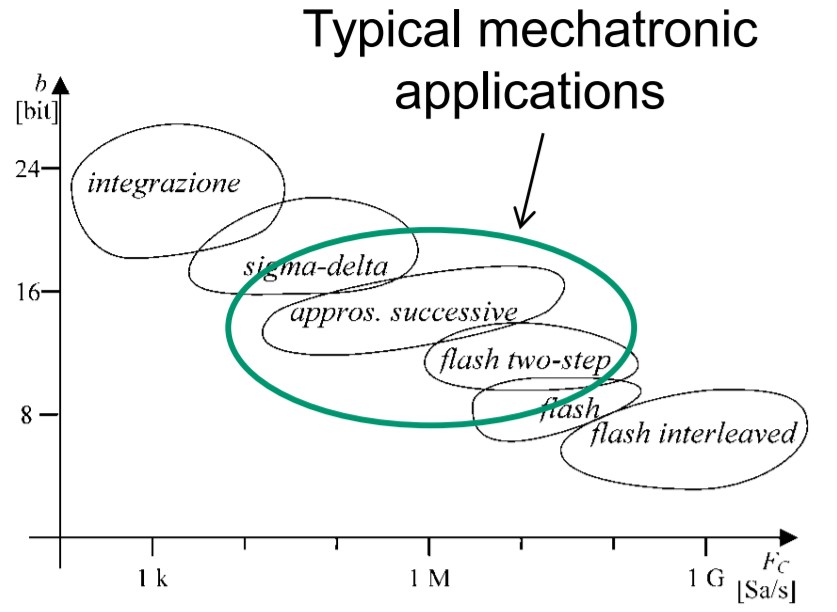 Typical mechatronic
applications
b
[bit]
24
integrazione
sigma-delta
16
appros. successive
flash two-step
8
flash
flash interleaved
1 k
1 M
1 G
F_C
[Sa/s]